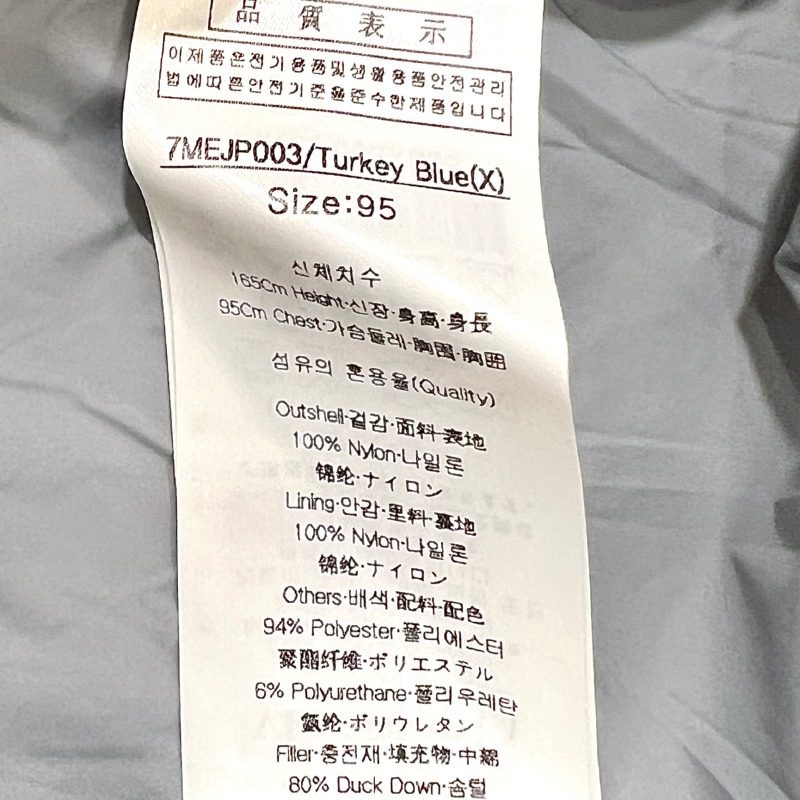 品質表示
이제품은전기용품및생활용품안전관리
법에따른안전기준을준수한제품입니다
7MEJP003/Turkey Blue(X)
Size:95
신체치수
165Cm Height·신장·身高·身長
95Cm Chest·가슴둘레·胸围·胸囲
섬유의 혼용율(Quality)
Outshell·겉감·面料·表地
100% Nylon·나일론
锦纶·ナイロン
Lining·안감·里料·裏地
100% Nylon·나일론
锦纶·ナイロン
Others·배색·配料·配色
94% Polyester·폴리에스터
聚酯纤维·ポリエステル
6% Polyurethane·폴리우레탄
氨纶·ポリウレタン
Filler·충전재·填充物·中綿
80% Duck Down·솜털